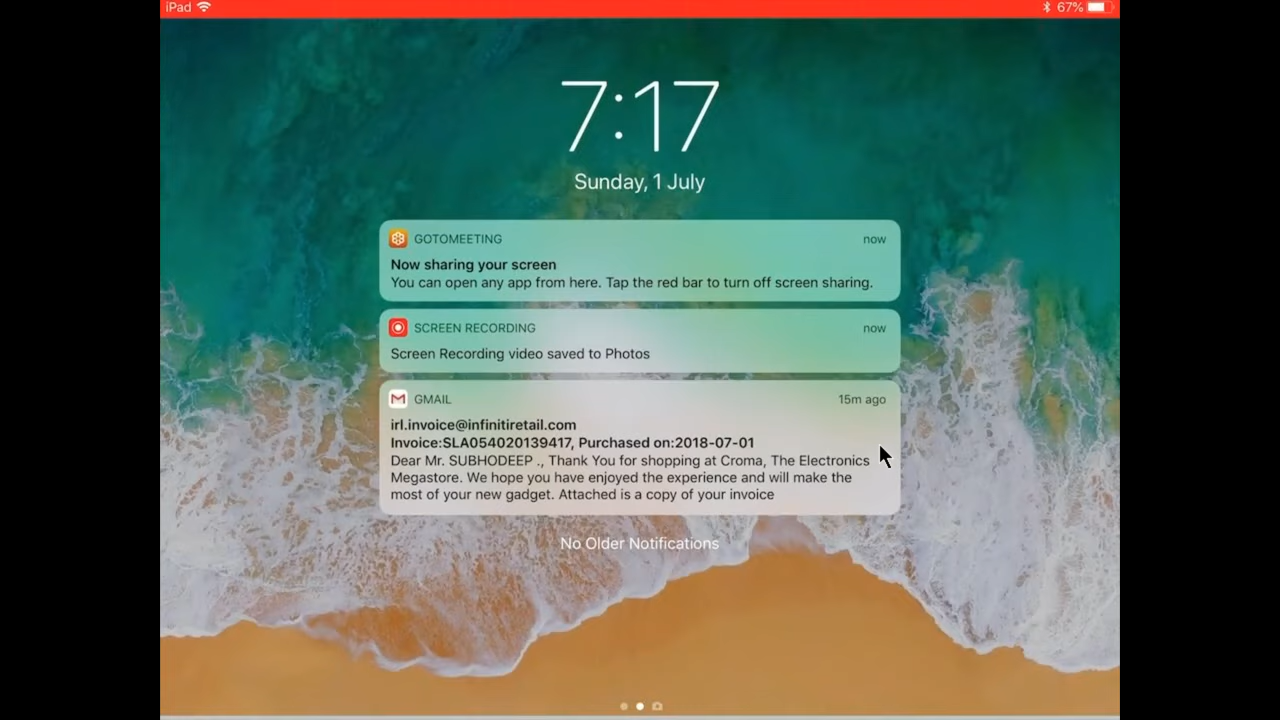 iPad
67%
7:17
Sunday, 1 July
GOTOMEETING
now
Now sharing your screen
You can open any app from here. Tap the red bar to turn off screen sharing.
SCREEN RECORDING
now
Screen Recording video saved to Photos
GMAIL
15m ago
irl.invoice@infinitiretail.com
Invoice:SLA054020139417, Purchased on:2018-07-01
Dear Mr. SUBHODEEP ., Thank You for shopping at Croma, The Electronics
Megastore. We hope you have enjoyed the experience and will make the
most of your new gadget. Attached is a copy of your invoice
No Older Notifications